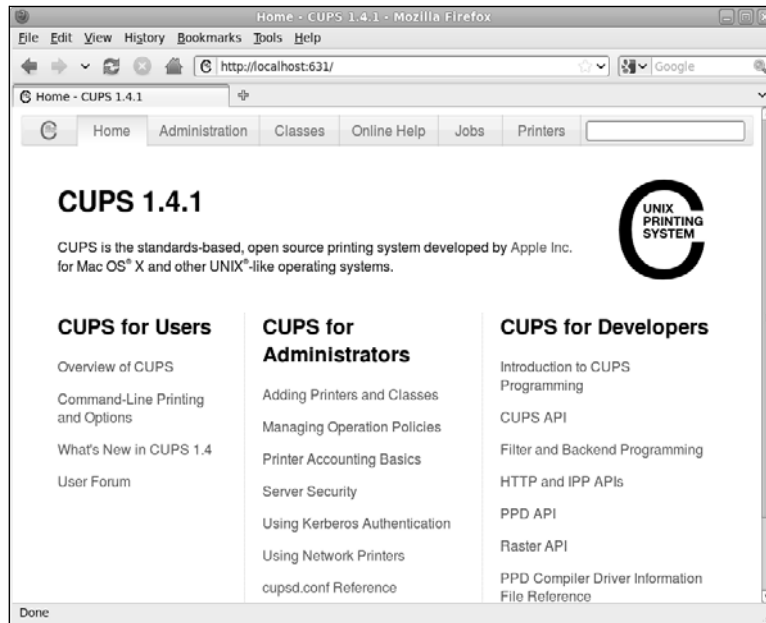 Home - CUPS 1.4.1 - Mozilla Firefox
File Edit View History Bookmarks Tools Help
http://localhost:631/
Google
Home - CUPS 1.4.1
Home Administration Classes Online Help Jobs Printers
CUPS 1.4.1
CUPS is the standards-based, open source printing system developed by Apple Inc.
for Mac OS® X and other UNIX®-like operating systems.
UNIX
PRINTING
SYSTEM
CUPS for Users
Overview of CUPS
Command-Line Printing
and Options
What's New in CUPS 1.4
User Forum
CUPS for
Administrators
Adding Printers and Classes
Managing Operation Policies
Printer Accounting Basics
Server Security
Using Kerberos Authentication
Using Network Printers
cupsd.conf Reference
CUPS for Developers
Introduction to CUPS
Programming
CUPS API
Filter and Backend Programming
HTTP and IPP APIs
PPD API
Raster API
PPD Compiler Driver Information
File Reference
Done